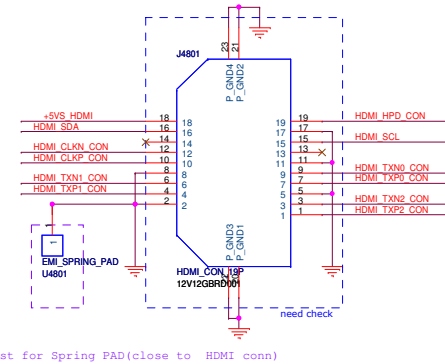 J4801
23
21
P_GND4
P_GND2
+5VS_HDMI 18 18 19 19 HDMI_HPD_CON
HDMI_SDA 16 16 17 17
14 14 15 15 HDMI_SCL
HDMI_CLKN_CON 12 12 13 13
HDMI_CLKP_CON 10 10 11 11
8 8 9 9 HDMI_TXN0_CON
HDMI_TXN1_CON 6 6 7 7 HDMI_TXP0_CON
HDMI_TXP1_CON 4 4 5 5
2 2 3 3 HDMI_TXN2_CON
1 1 HDMI_TXP2_CON
1
1
P_GND3
P_GND1
EMI_SPRING_PAD
U4801
HDMI_CON_19P
12V12GBRD001
22
20
need check
st for Spring PAD(close to HDMI conn)